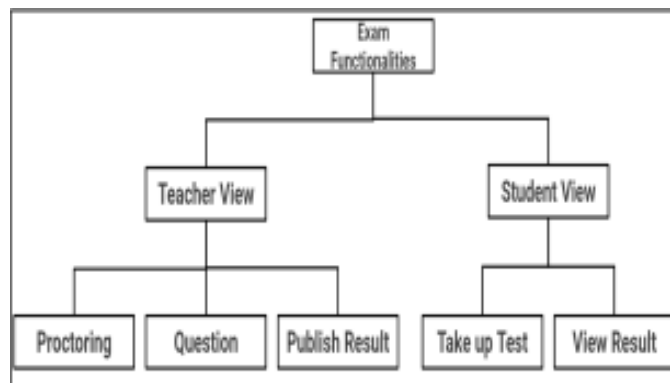 Exam
Functionalities
Teacher View
Student View
Proctoring
Question
Publish Result
Take up Test
View Result